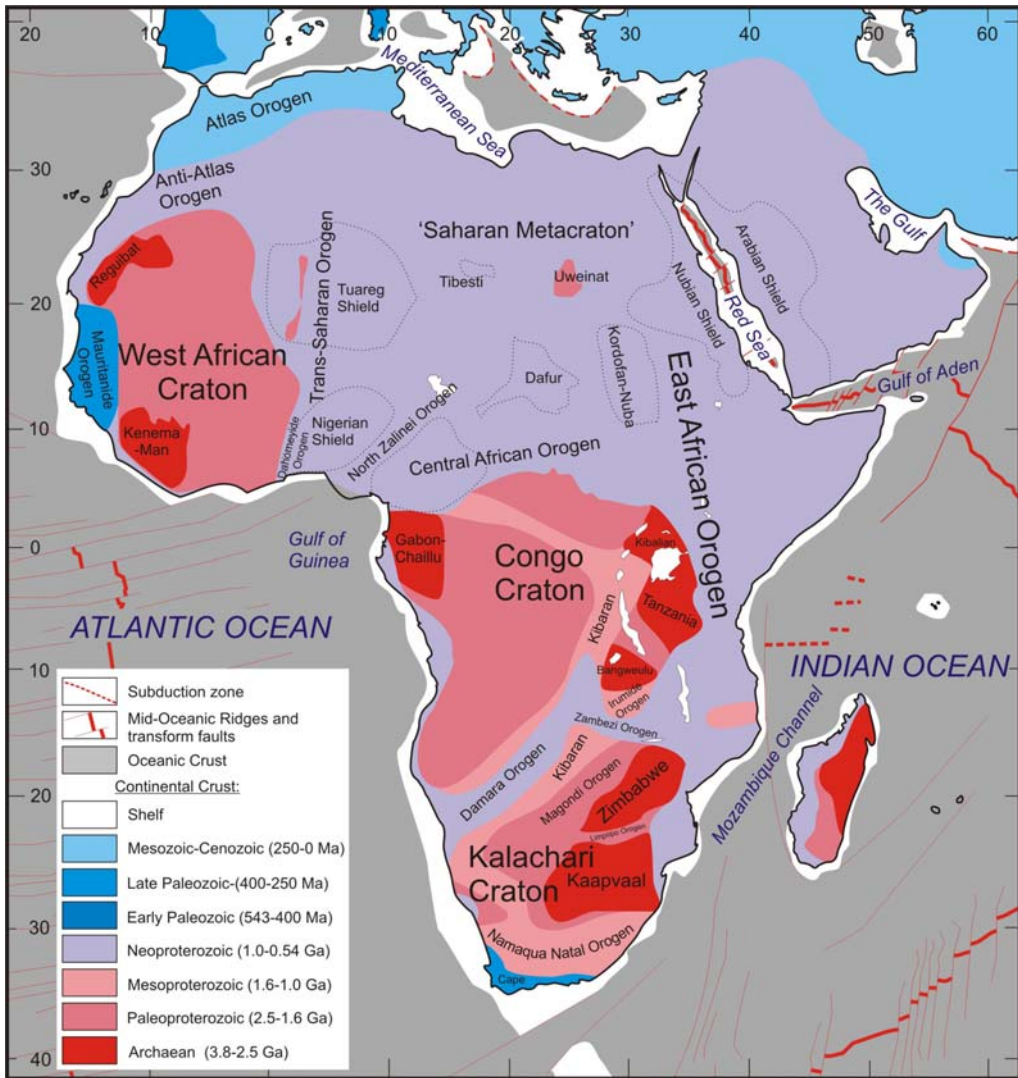 20
10
0
10
20
30
40
50
60
Mediterranean Sea
Atlas Orogen
30
Anti-Atlas
Orogen
The Gulf
Reguibat
Trans-Saharan Orogen
'Saharan Metacraton'
Tuareg
Shield
Tibesti
Uweinat
Nubian Shield
Arabian Shield
Red Sea
20
Mauritanide
Orogen
West African
Craton
Kordofan-Nuba
East African Orogen
Gulf of Aden
Dafur
10
Kenema
-Man
Dahomeyide
Orogen
Nigerian
Shield
North Zalinei Orogen
Central African Orogen
0
Gulf of
Guinea
Gabon-
Chaillu
Congo
Craton
Kibalian
Tanzania
Kibaran
ATLANTIC OCEAN
INDIAN OCEAN
10
Bangweulu
Irumide
Orogen
Zambezi Orogen
Mozambique Channel
Damara Orogen
Kibaran
Magondi Orogen
Zimbabwe
20
Limpopo Orogen
Kalachari
Craton
Kaapvaal
30
Namaqua Natal Orogen
Cape
40
Subduction zone
Mid-Oceanic Ridges and
transform faults
Oceanic Crust
Continental Crust:
Shelf
Mesozoic-Cenozoic (250-0 Ma)
Late Paleozoic-(400-250 Ma)
Early Paleozoic (543-400 Ma)
Neoproterozoic (1.0-0.54 Ga)
Mesoproterozoic (1.6-1.0 Ga)
Paleoproterozoic (2.5-1.6 Ga)
Archaean (3.8-2.5 Ga)